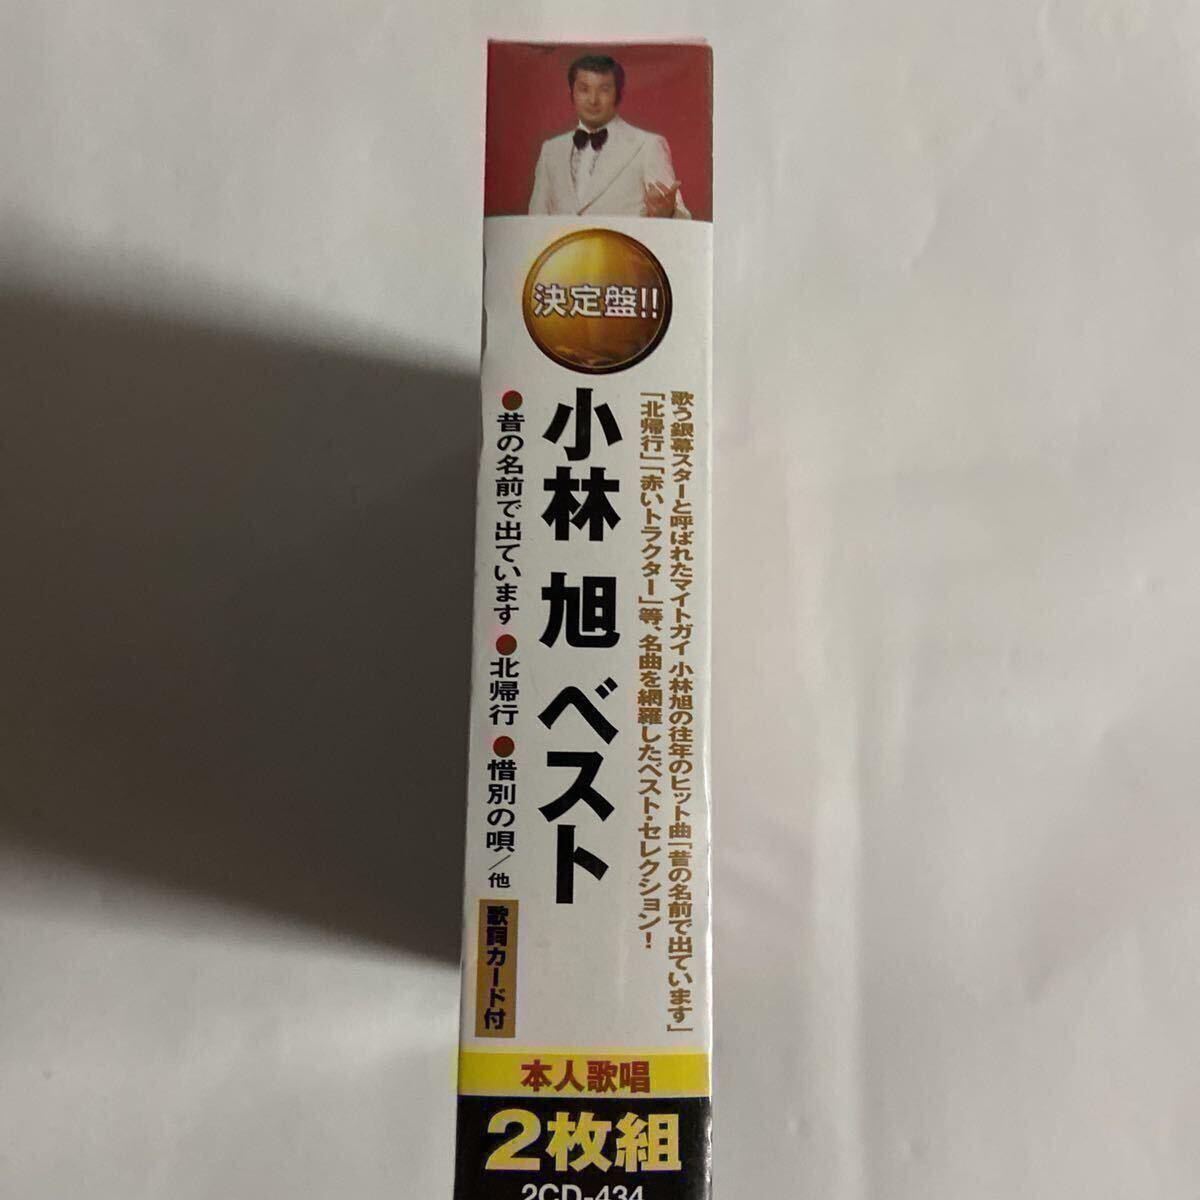 決定盤!!
歌う銀幕スターと呼ばれたマイトガイ 小林旭の往年のヒット曲「昔の名前で出ています」
「北帰行」「赤いトラクター」等、名曲を網羅したベスト・セレクション!
小林 旭 ベスト
●昔の名前で出ています ●北帰行 ●惜別の唄/他
歌詞カード付
本人歌唱
2枚組
2CD-434